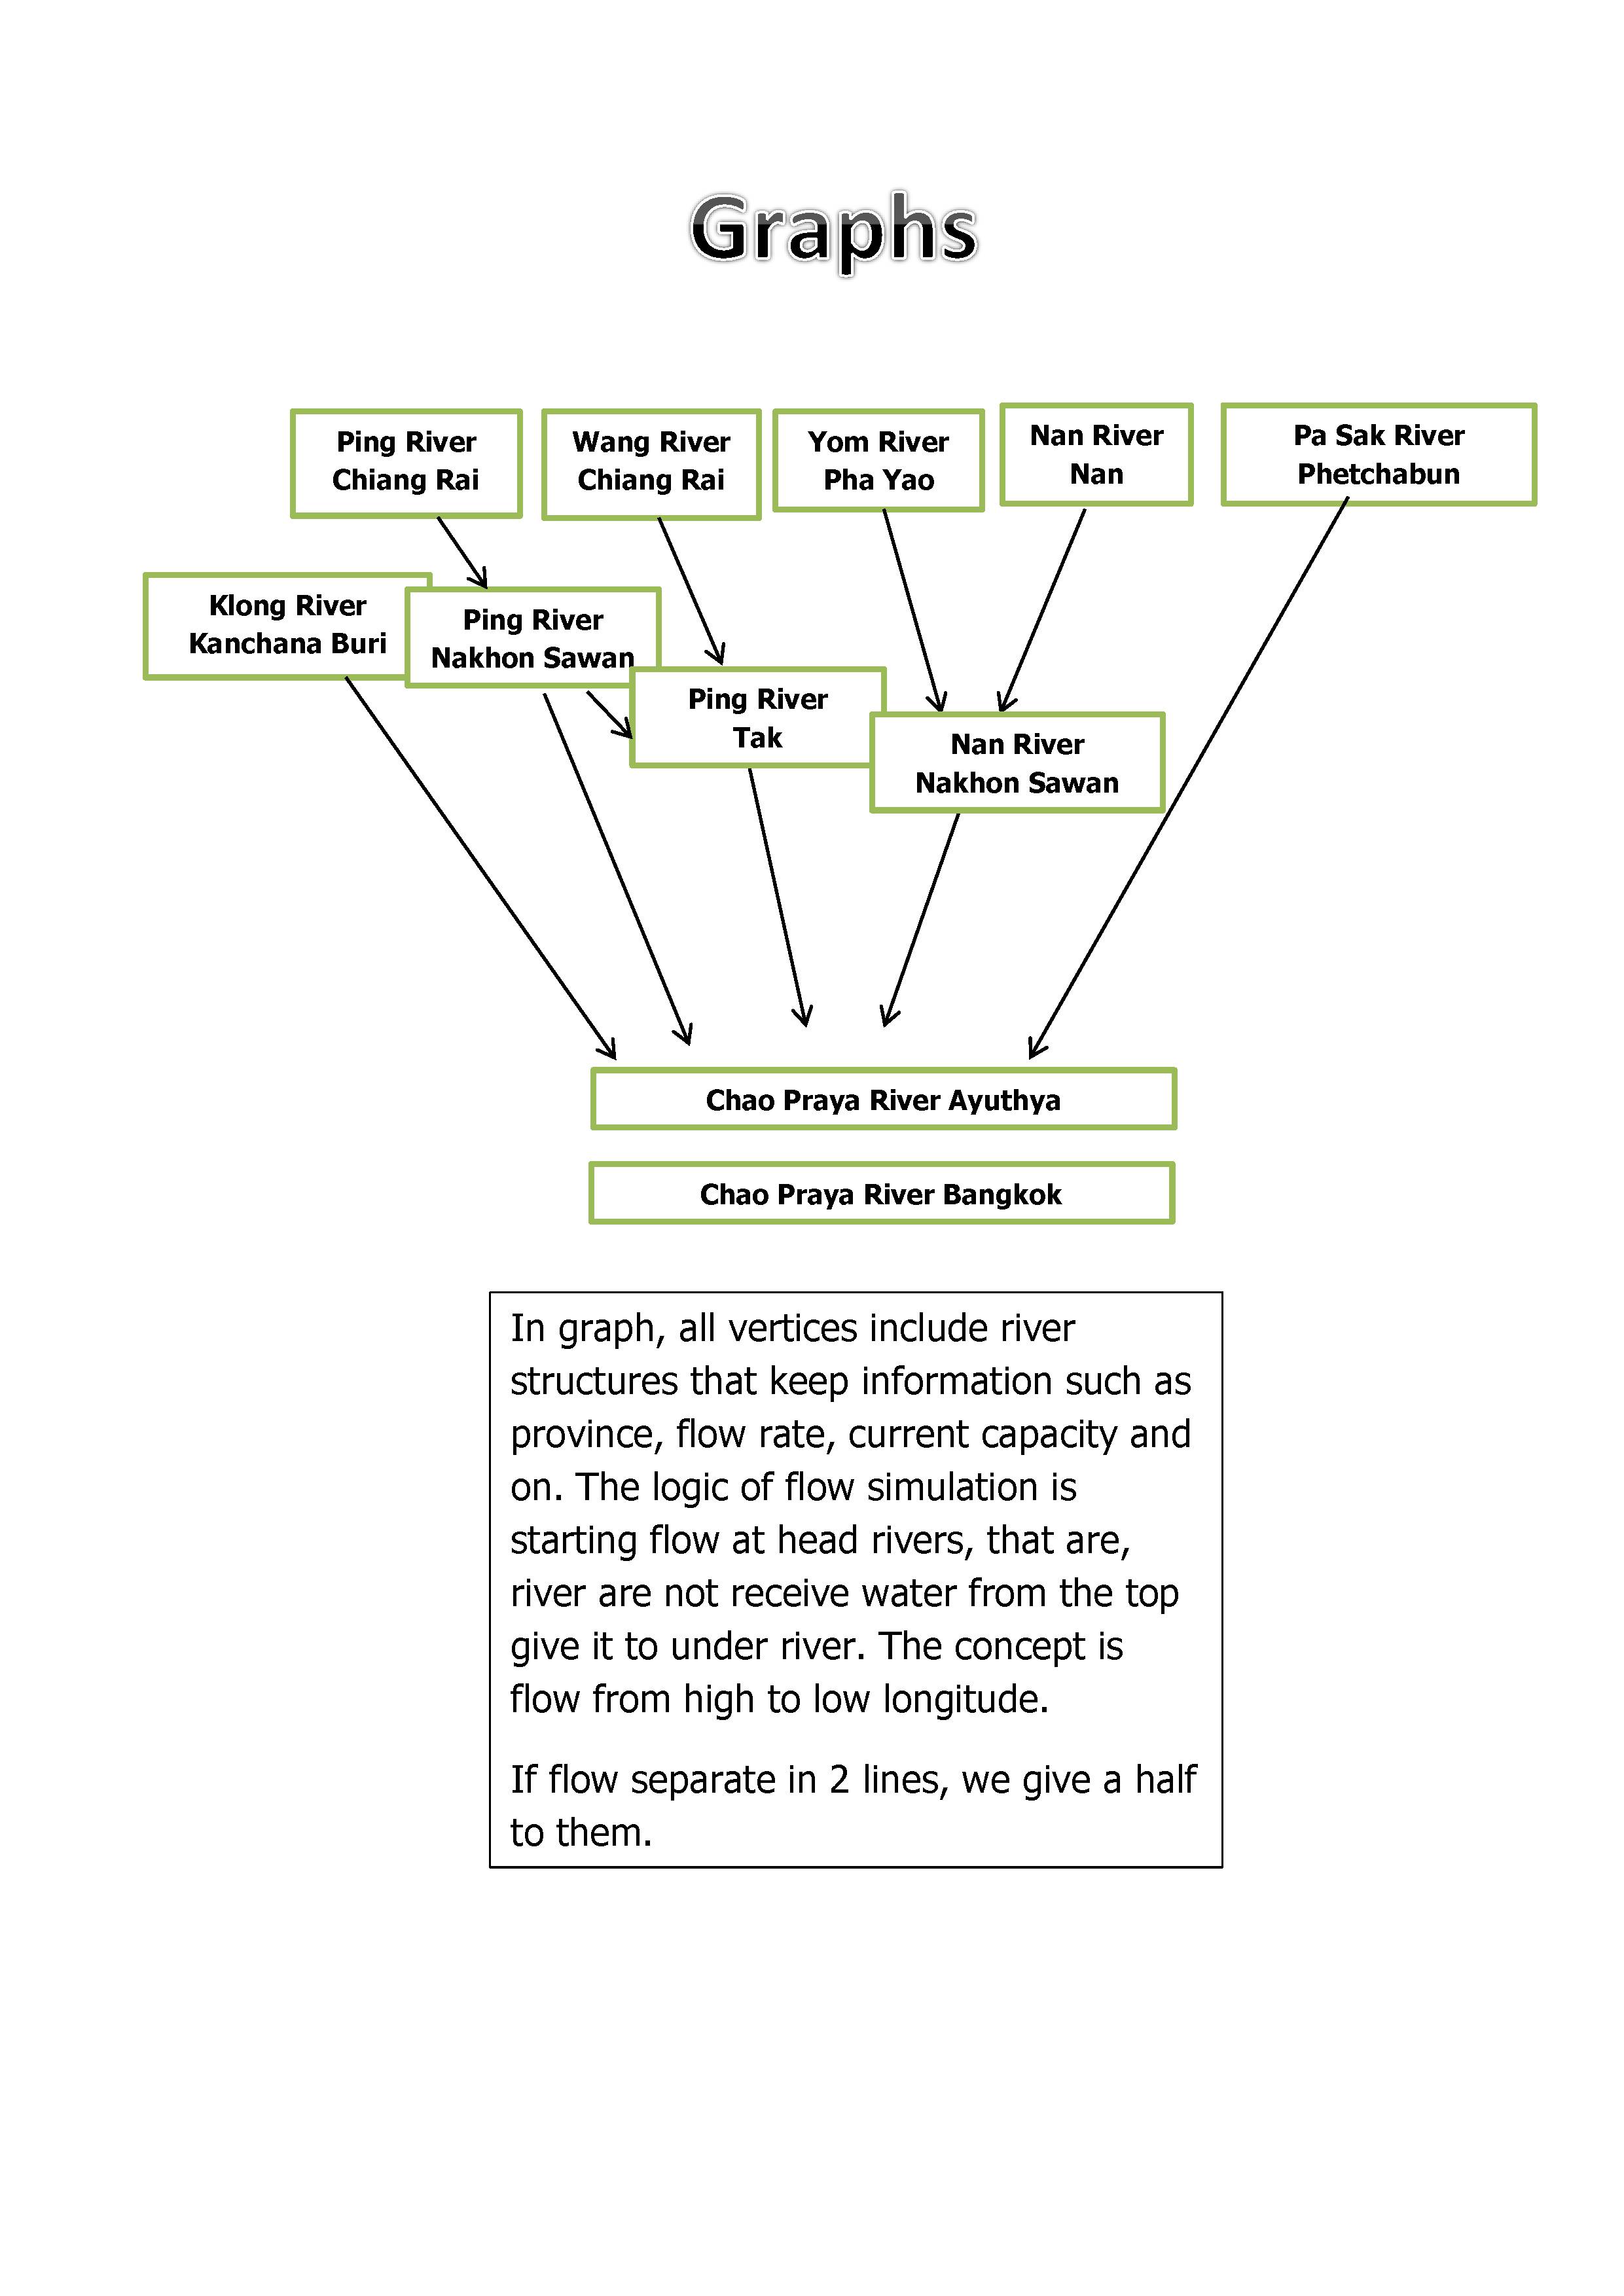 Graphs
Ping River
Chiang Rai
Wang River
Chiang Rai
Yom River
Pha Yao
Nan River
Nan
Pa Sak River
Phetchabun
Klong River
Kanchana Buri
Ping River
Nakhon Sawan
Ping River
Tak
Nan River
Nakhon Sawan
Chao Praya River Ayuthya
Chao Praya River Bangkok
In graph, all vertices include river
structures that keep information such as
province, flow rate, current capacity and
on. The logic of flow simulation is
starting flow at head rivers, that are,
river are not receive water from the top
give it to under river. The concept is
flow from high to low longitude.
If flow separate in 2 lines, we give a half
to them.